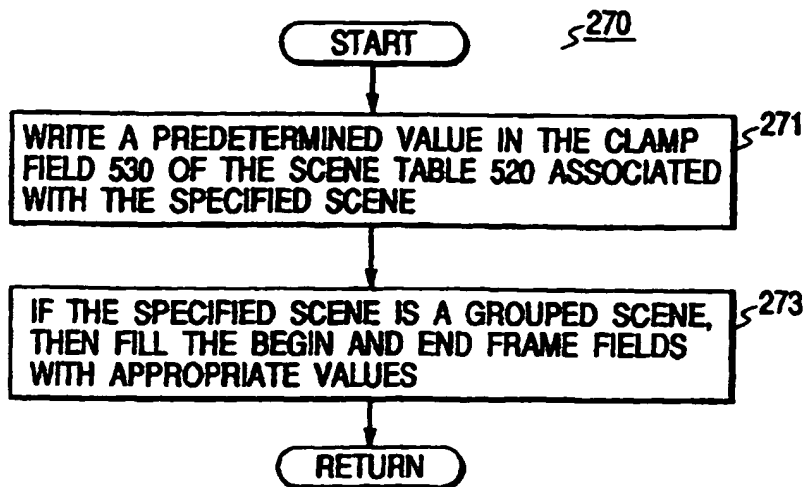 START
270
WRITE A PREDETERMINED VALUE IN THE CLAMP
FIELD 530 OF THE SCENE TABLE 520 ASSOCIATED
WITH THE SPECIFIED SCENE
271
IF THE SPECIFIED SCENE IS A GROUPED SCENE,
THEN FILL THE BEGIN AND END FRAME FIELDS
WITH APPROPRIATE VALUES
273
RETURN